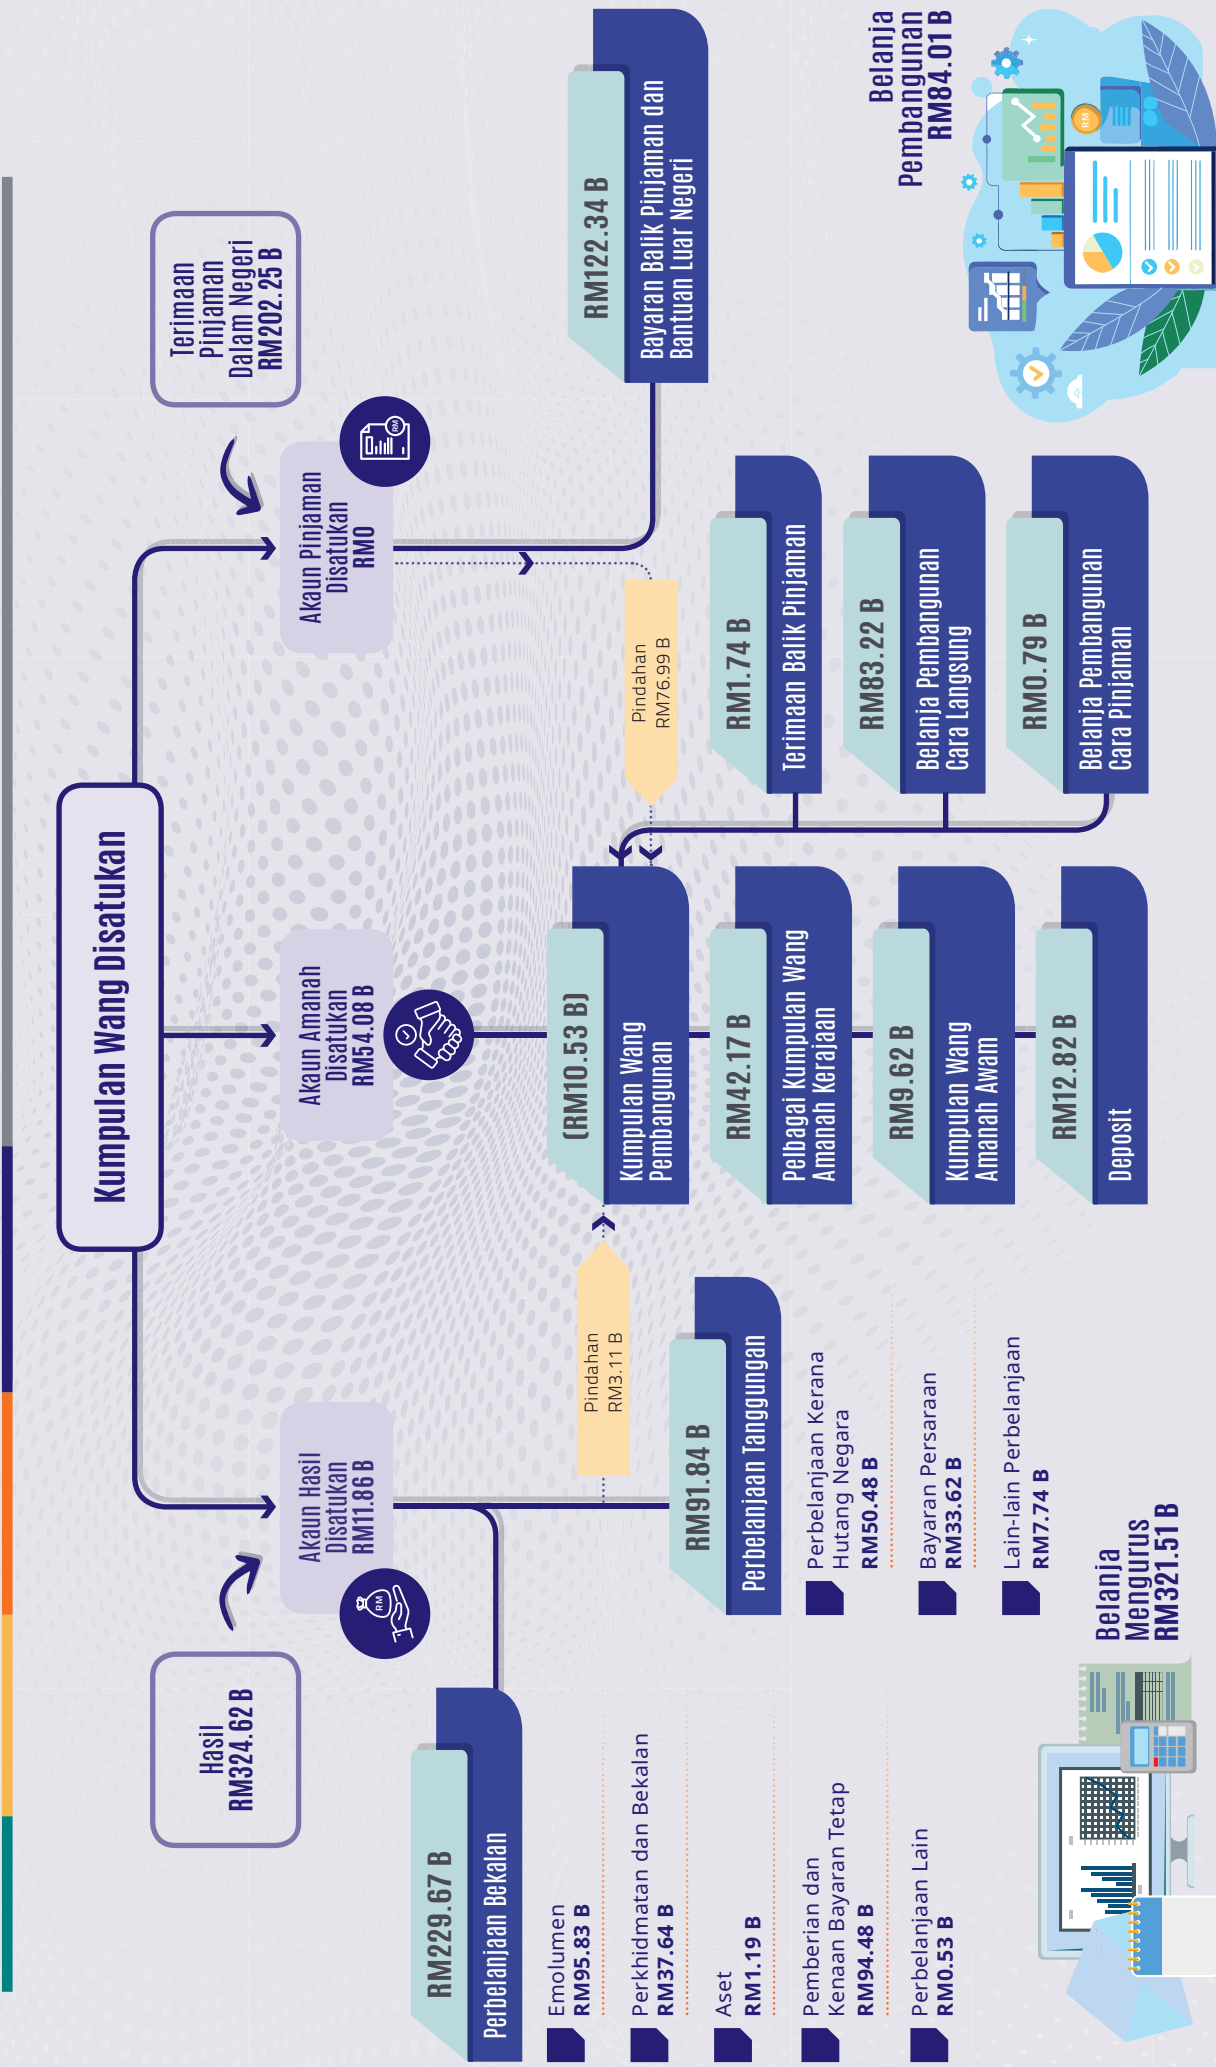 Kumpulan Wang Disatukan
Hasil
RM324.62 B
Akaun Hasil
Disatukan
RM11.86 B
RM
Akaun Amanah
Disatukan
RM54.08 B
Akaun Pinjaman
Disatukan
RM0
RM
Terimaan
Pinjaman
Dalam Negeri
RM202.25 B
RM229.67 B
Perbelanjaan Bekalan
Emolumen
RM95.83 B
Perkhidmatan dan Bekalan
RM37.64 B
Aset
RM1.19 B
Pemberian dan
Kenaan Bayaran Tetap
RM94.48 B
Perbelanjaan Lain
RM0.53 B
Pindahan
RM3.11 B
RM91.84 B
Perbelanjaan Tanggungan
Perbelanjaan Kerana
Hutang Negara
RM50.48 B
Bayaran Persaraan
RM33.62 B
Lain-lain Perbelanjaan
RM7.74 B
Belanja
Mengurus
RM321.51 B
(RM10.53 B)
Kumpulan Wang
Pembangunan
RM42.17 B
Pelbagai Kumpulan Wang
Amanah Kerajaan
RM9.62 B
Kumpulan Wang
Amanah Awam
RM12.82 B
Deposit
Pindahan
RM76.99 B
RM1.74 B
Terimaan Balik Pinjaman
RM83.22 B
Belanja Pembangunan
Cara Langsung
RM0.79 B
Belanja Pembangunan
Cara Pinjaman
RM122.34 B
Bayaran Balik Pinjaman dan
Bantuan Luar Negeri
Belanja
Pembangunan
RM84.01 B
RM